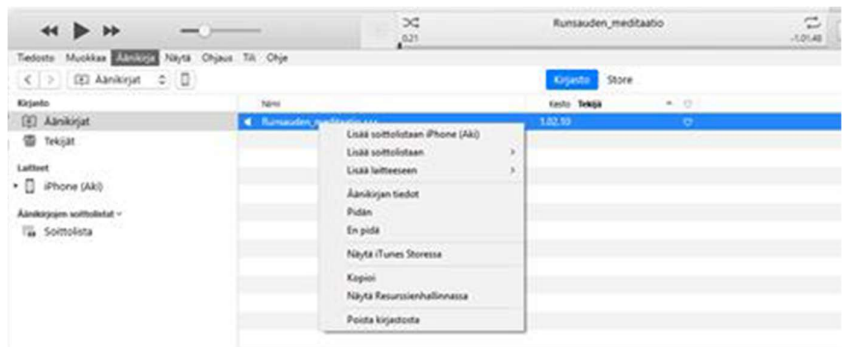 Runsauden_meditaatio
0.21
-1.01.48
Tiedosto Muokkaa Äänikirja Näytä Ohjaus Tili Ohje
Äänikirjat
Kirjasto Store
Kirjasto
Nimi Kesto Tekijä
Äänikirjat
Runsauden_meditaatio ••• 1.02.10
Tekijät
Laitteet
iPhone (Aki)
Äänikirjojen soittolistat
Soittolista
Lisää soittolistaan iPhone (Aki)
Lisää soittolistaan
Lisää laitteeseen
Äänikirjan tiedot
Pidän
En pidä
Näytä iTunes Storessa
Kopioi
Näytä Resurssienhallinnassa
Poista kirjastosta